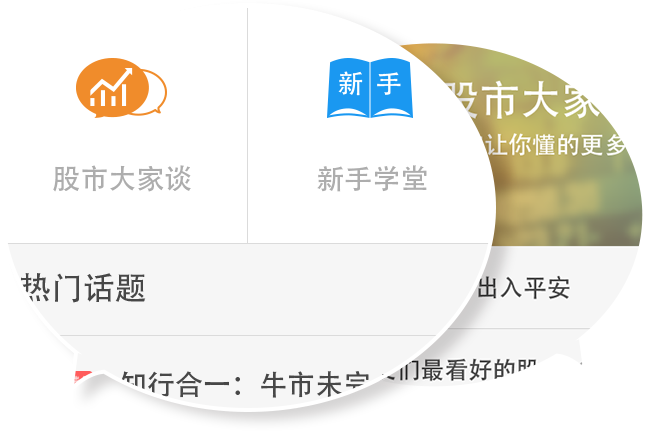 新手
股市大家谈
新手学堂
热门话题
知行合一：牛市未完
股市大家
让你懂的更多
出入平安
们最看好的股